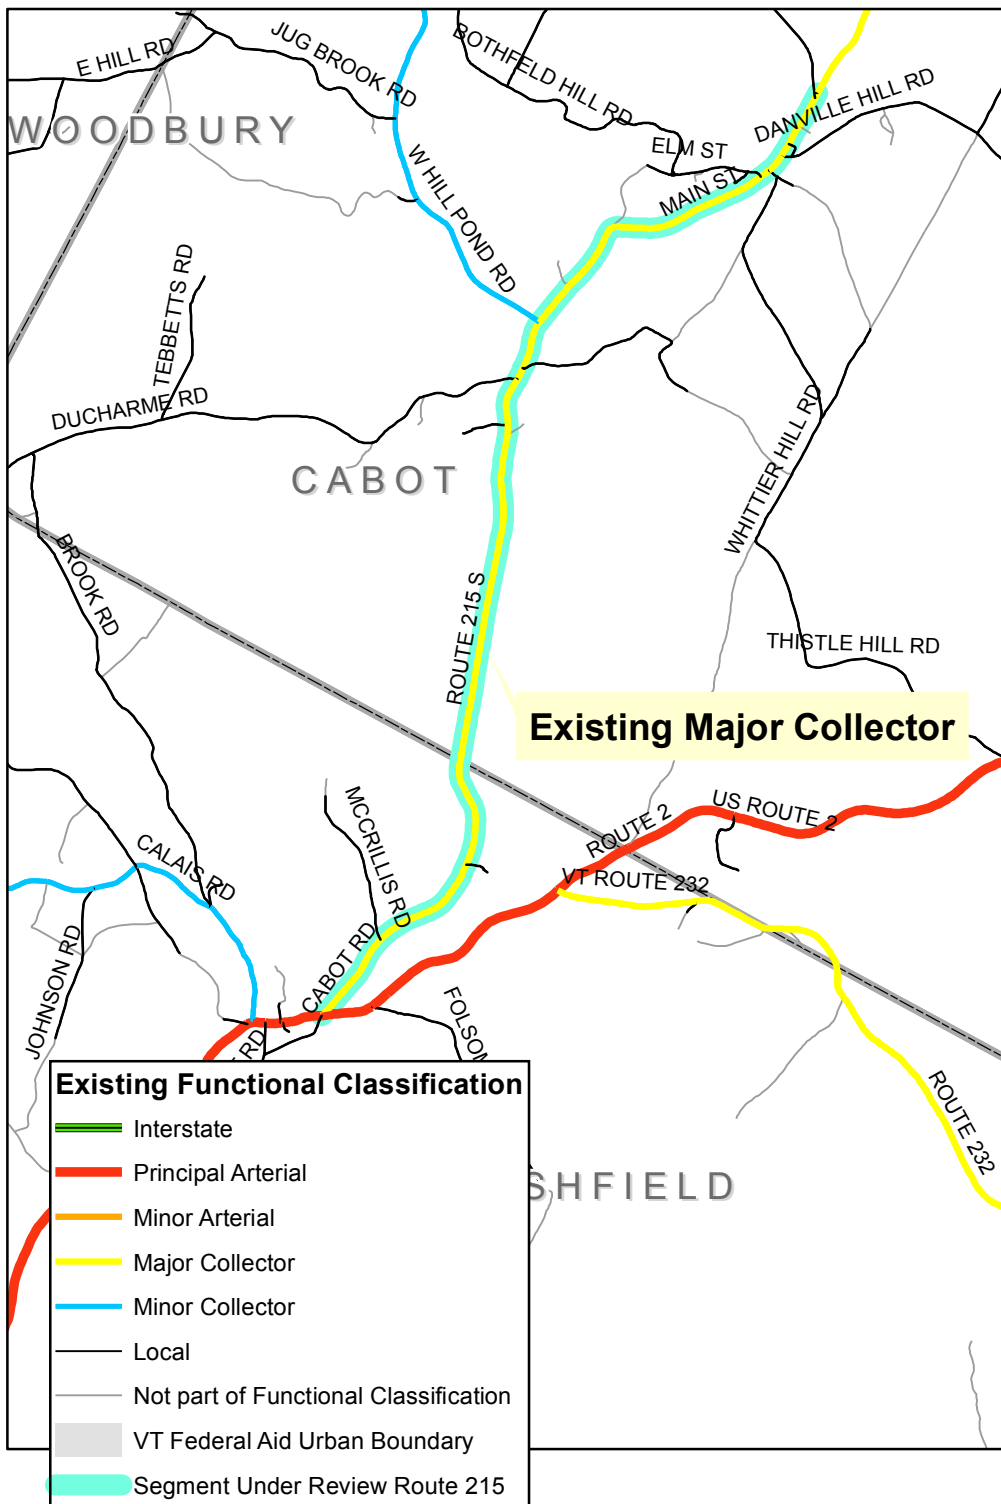 E HILL RD
JUG BROOK RD
BOTHFELD HILL RD
DANVILLE HILL RD
WOODBURY
ELM ST
MAIN ST
W HILL POND RD
TEBBETTS RD
DUCHARME RD
CABOT
WHITTIER HILL RD
BROOK RD
ROUTE 215 S
THISTLE HILL RD
Existing Major Collector
MCCRILLIS RD
US ROUTE 2
ROUTE 2
CALAIS RD
VT ROUTE 232
JOHNSON RD
CABOT RD
FOLSOM
RD
ROUTE 232
SHFIELD
Existing Functional Classification
Interstate
Principal Arterial
Minor Arterial
Major Collector
Minor Collector
Local
Not part of Functional Classification
VT Federal Aid Urban Boundary
Segment Under Review Route 215